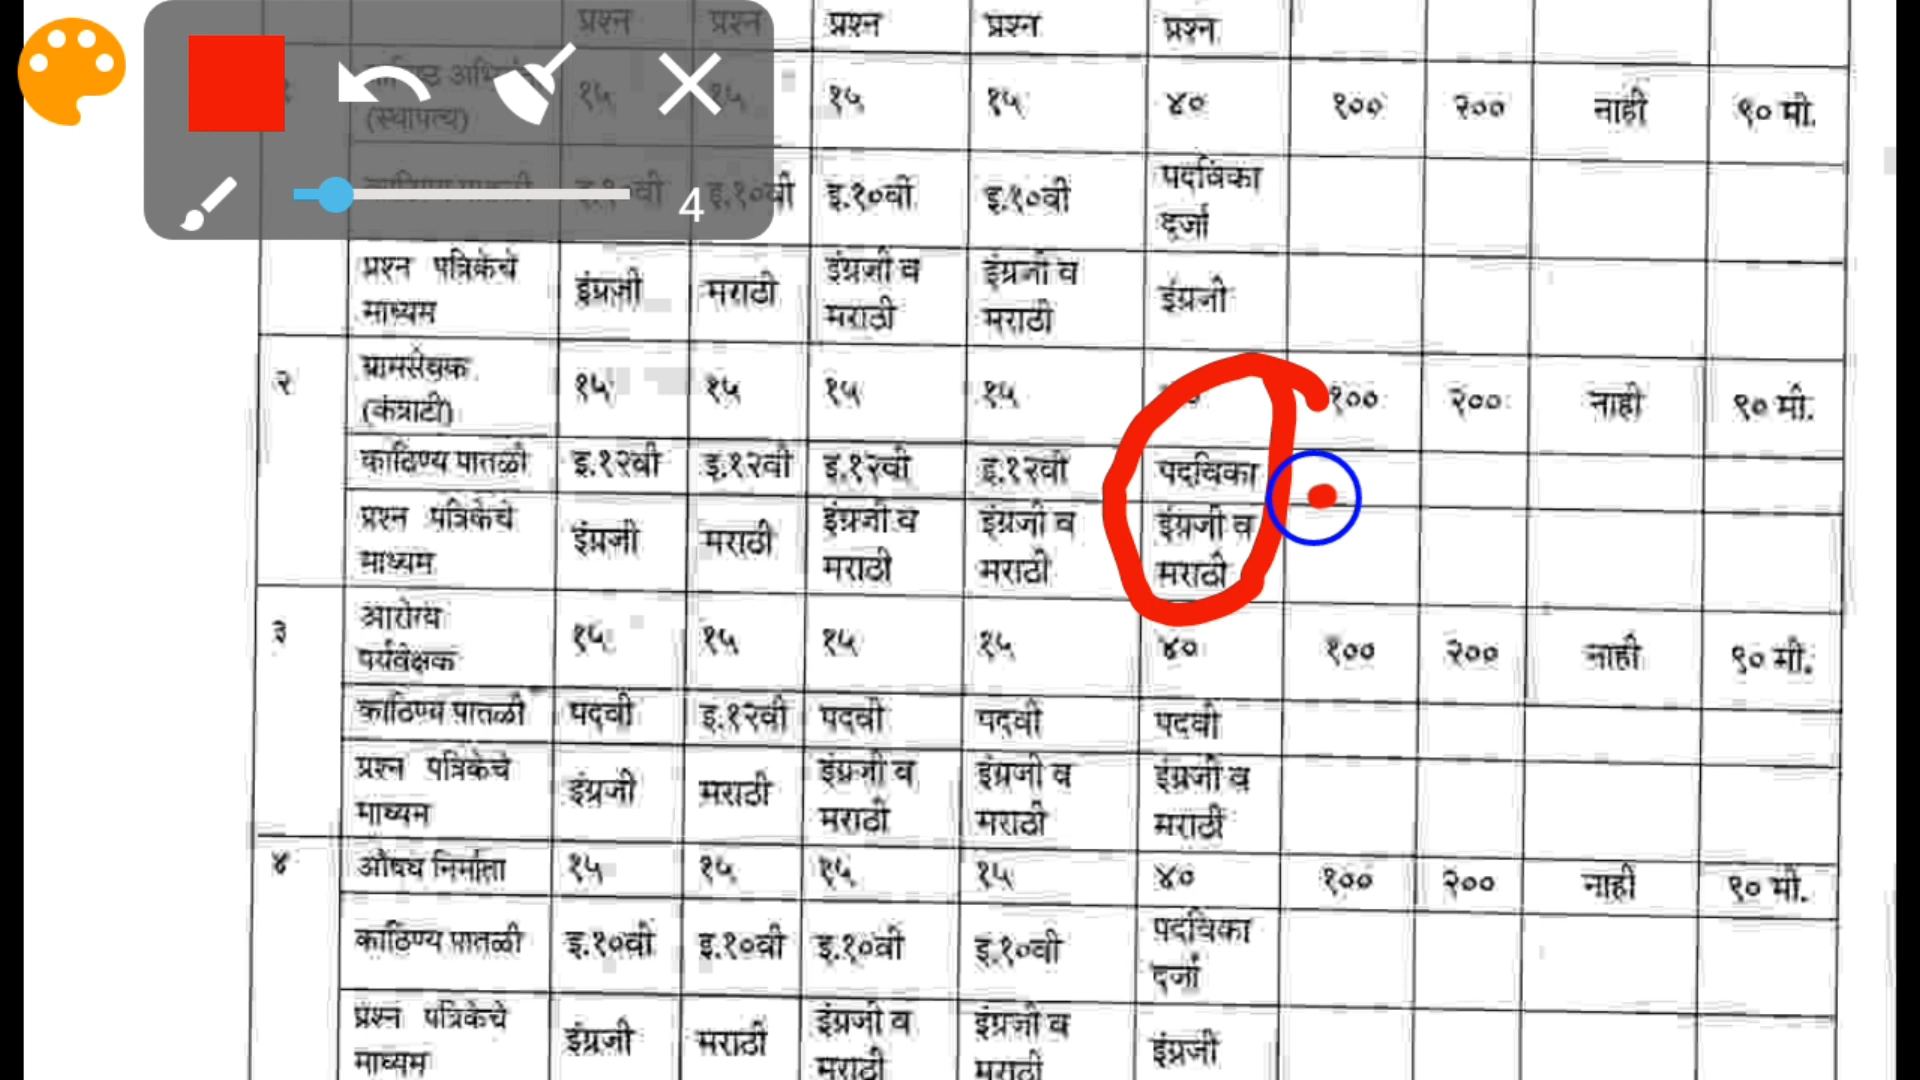 प्रश्न प्रश्न प्रश्न प्रश्न प्रश्न
(स्थापत्य) १५ १५ १५ १५ ४० १०० २०० नाही ९० मी.
काठिण्य पातळी इ.१०वी इ.१०वी इ.१०वी इ.१०वी पदविका
दर्जा
4
प्रश्न पत्रिकेचे
माध्यम इंग्रजी मराठी इंग्रजी व
मराठी इंग्रजी व
मराठी इंग्रजी
२ ग्रामसेवक
(कंत्राटी) १५ १५ १५ १५ १०० २०० नाही ९० मी.
काठिण्य पातळी इ.१२वी इ.१२वी इ.१२वी इ.१२वी पदविका
प्रश्न पत्रिकेचे
माध्यम इंग्रजी मराठी इंग्रजी व
मराठी इंग्रजी व
मराठी इंग्रजी व
मराठी
३ आरोग्य
पर्यवेक्षक १५ १५ १५ १५ ४० १०० २०० नाही ९० मी.
काठिण्य पातळी पदवी इ.१२वी पदवी पदवी पदवी
प्रश्न पत्रिकेचे
माध्यम इंग्रजी मराठी इंग्रजी व
मराठी इंग्रजी व
मराठी इंग्रजी व
मराठी
४ औषध निर्माता १५ १५ १५ १५ ४० १०० २०० नाही ९० मी.
काठिण्य पातळी इ.१०वी इ.१०वी इ.१०वी इ.१०वी पदविका
दर्जा
प्रश्न पत्रिकेचे
माध्यम इंग्रजी मराठी इंग्रजी व
मराठी इंग्रजी व
मराठी इंग्रजी